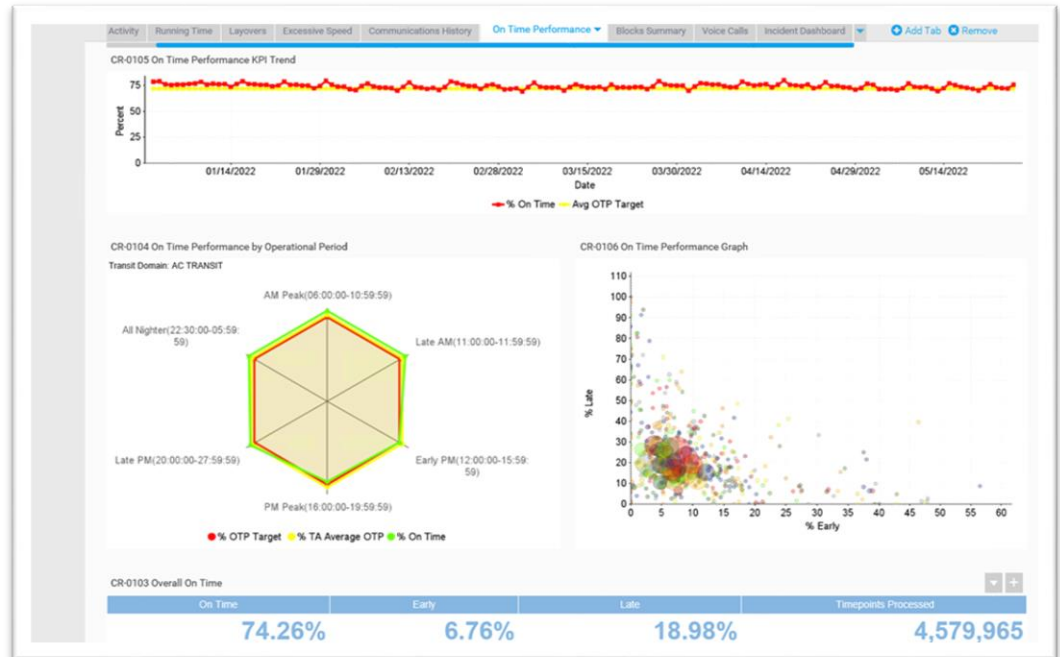 Activity Running Time Layovers Excessive Speed Communications History On Time Performance Blocks Summary Voice Calls Incident Dashboard Add Tab Remove
CR-0105 On Time Performance KPI Trend
75
50
25
0
Percent
01/14/2022 01/29/2022 02/13/2022 02/28/2022 03/15/2022 03/30/2022 04/14/2022 04/29/2022 05/14/2022
Date
% On Time Avg OTP Target
CR-0104 On Time Performance by Operational Period
Transit Domain: AC TRANSIT
AM Peak(06:00:00-10:59:59)
All Nighter(22:30:00-05:59:
59)
Late AM(11:00:00-11:59:59)
Late PM(20:00:00-27:59:59)
Early PM(12:00:00-15:59:
59)
PM Peak(16:00:00-19:59:59)
% OTP Target % TA Average OTP % On Time
CR-0106 On Time Performance Graph
110
100
90
80
70
60
50
40
30
20
10
0
% Late
0 5 10 15 20 25 30 35 40 45 50 55 60
% Early
CR-0103 Overall On Time
On Time Early Late Timepoints Processed
74.26% 6.76% 18.98% 4,579,965